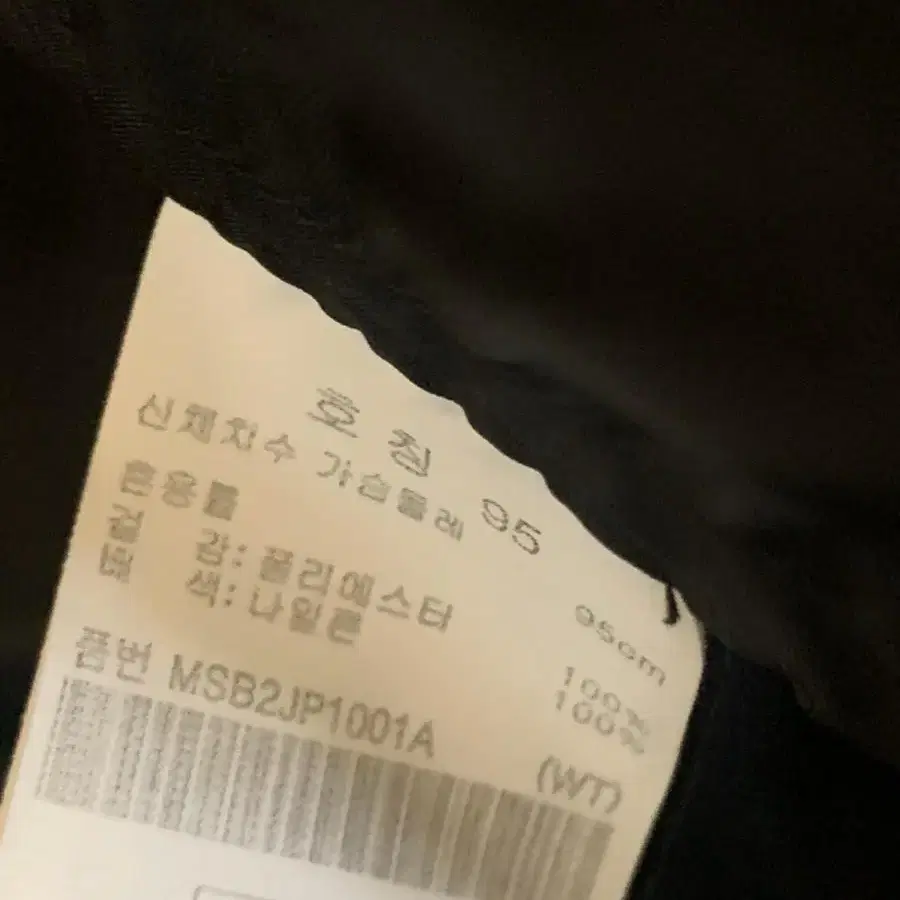 호칭 95
신체치수 가슴둘레 95cm
혼용률
겉감: 폴리에스터 100%
배색: 나일론 100%
품번 MSB2JP1001A (WT)